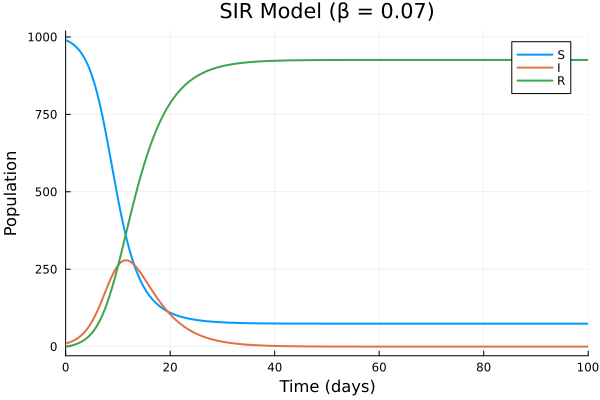 SIR Model (β = 0.07)
1000
750
500
250
0
Population
S
I
R
0 20 40 60 80 100
Time (days)